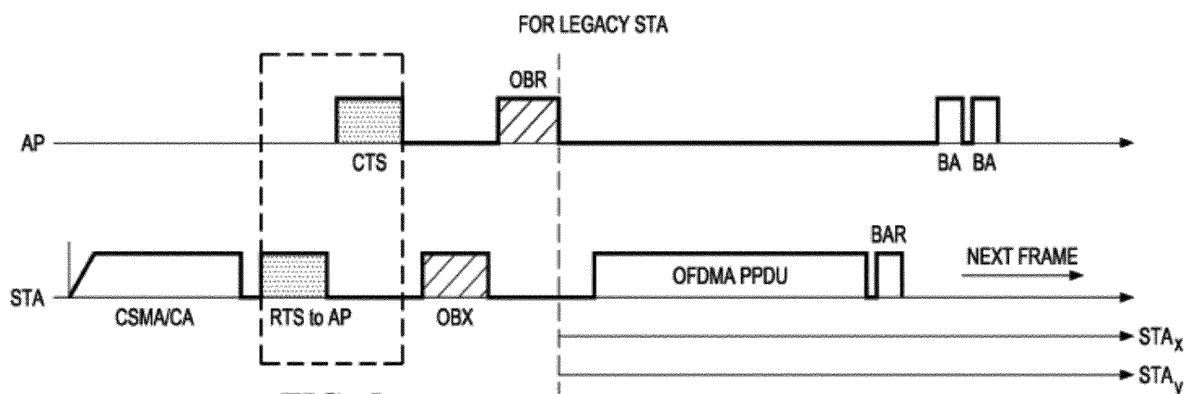 FOR LEGACY STA
OBR
AP
CTS
BA BA
BAR
NEXT FRAME
OFDMA PPDU
STA
CSMA/CA RTS to AP OBX
STAx
STAy